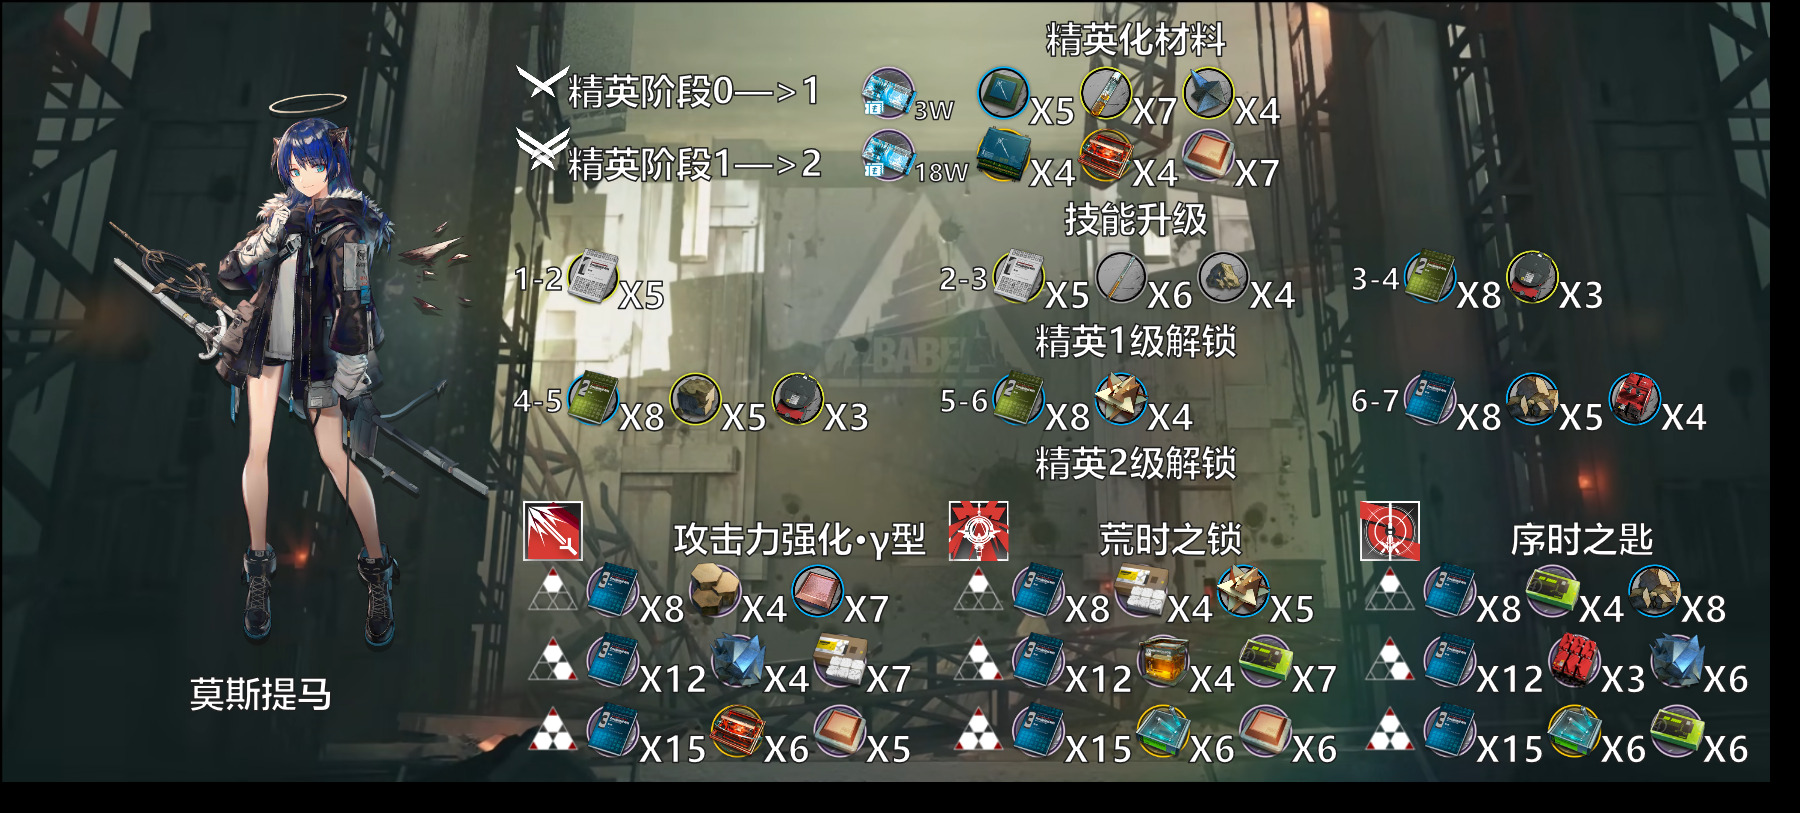 精英化材料
精英阶段0—>1 3W X5 X7 X4
精英阶段1—>2 18W X4 X4 X7
技能升级
1-2 X5 2-3 X5 X6 X4 3-4 X8 X3
精英1级解锁
4-5 X8 X5 X3 5-6 X8 X4 6-7 X8 X5 X4
精英2级解锁
攻击力强化·γ型 荒时之锁 序时之匙
X8 X4 X7 X8 X4 X5 X8 X4 X8
X12 X4 X7 X12 X4 X7 X12 X3 X6
X15 X6 X5 X15 X6 X6 X15 X6 X6
莫斯提马
BABEL